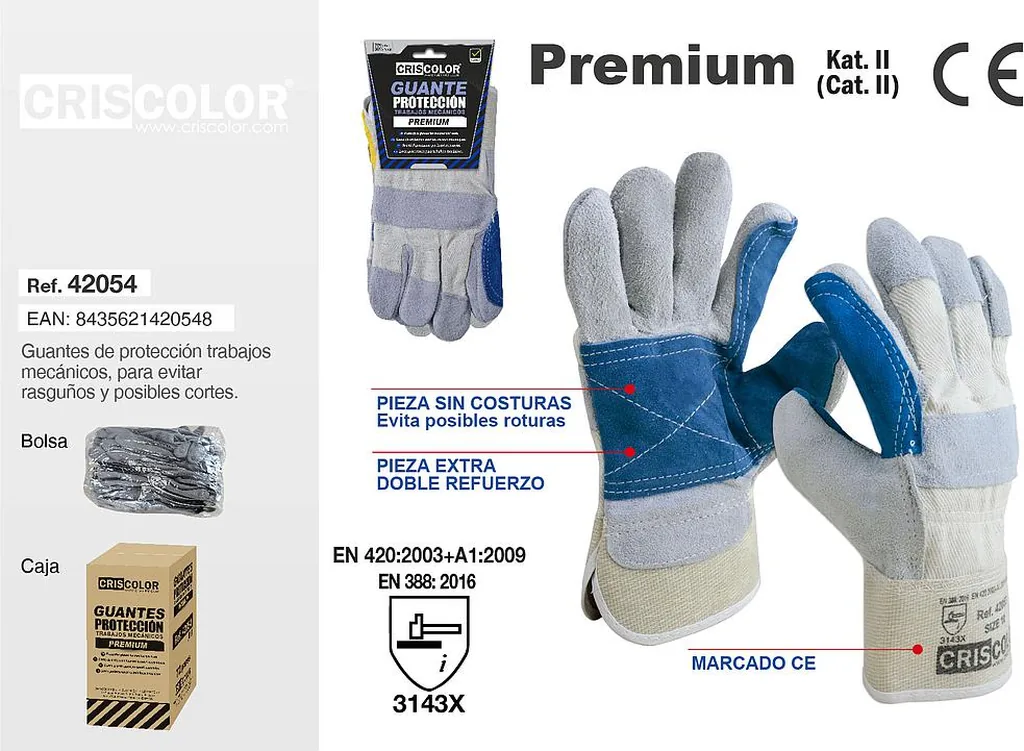 CRISCOLOR®
www.criscolor.com
Ref. 42054
EAN: 8435621420548
Guantes de protección trabajos
mecánicos, para evitar
rasguños y posibles cortes.
Bolsa
Caja
CRISCOLOR
GUANTES
PROTECCIÓN
TRABAJOS MECÁNICOS
PREMIUM
CRISCOLOR
GUANTE
PROTECCIÓN
TRABAJOS MECÁNICOS
PREMIUM
Premium
Kat. II
(Cat. II)
CE
PIEZA SIN COSTURAS
Evita posibles roturas
PIEZA EXTRA
DOBLE REFUERZO
EN 420:2003+A1:2009
EN 388: 2016
i
3143X
MARCADO CE
EN 388: 2016
Ref.
SIZE
3143X